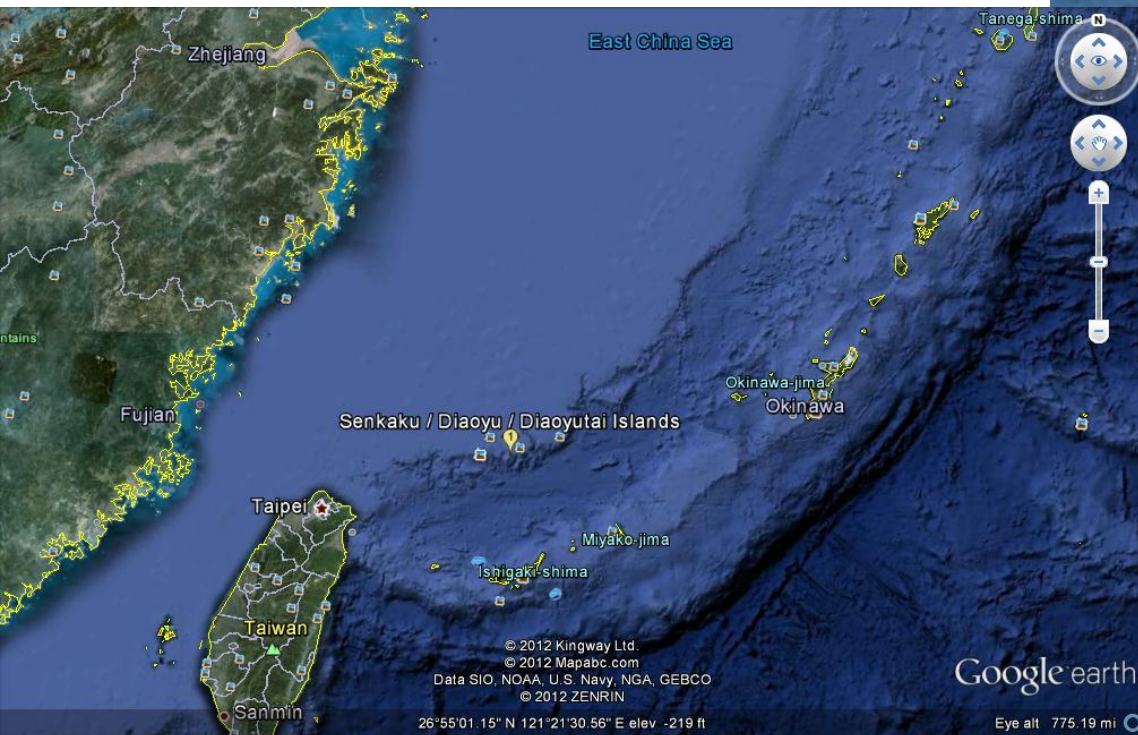 Tanega-shima
N
East China Sea
Zhejiang
ntains
Okinawa-jima
Okinawa
Fujian
Senkaku / Diaoyu / Diaoyutai Islands
1
Taipei
Miyako-jima
Ishigaki-shima
Taiwan
© 2012 Kingway Ltd.
© 2012 Mapabc.com
Data SIO, NOAA, U.S. Navy, NGA, GEBCO
© 2012 ZENRIN
Google earth
Sanmin
26°55'01.15" N 121°21'30.56" E elev -219 ft
Eye alt 775.19 mi